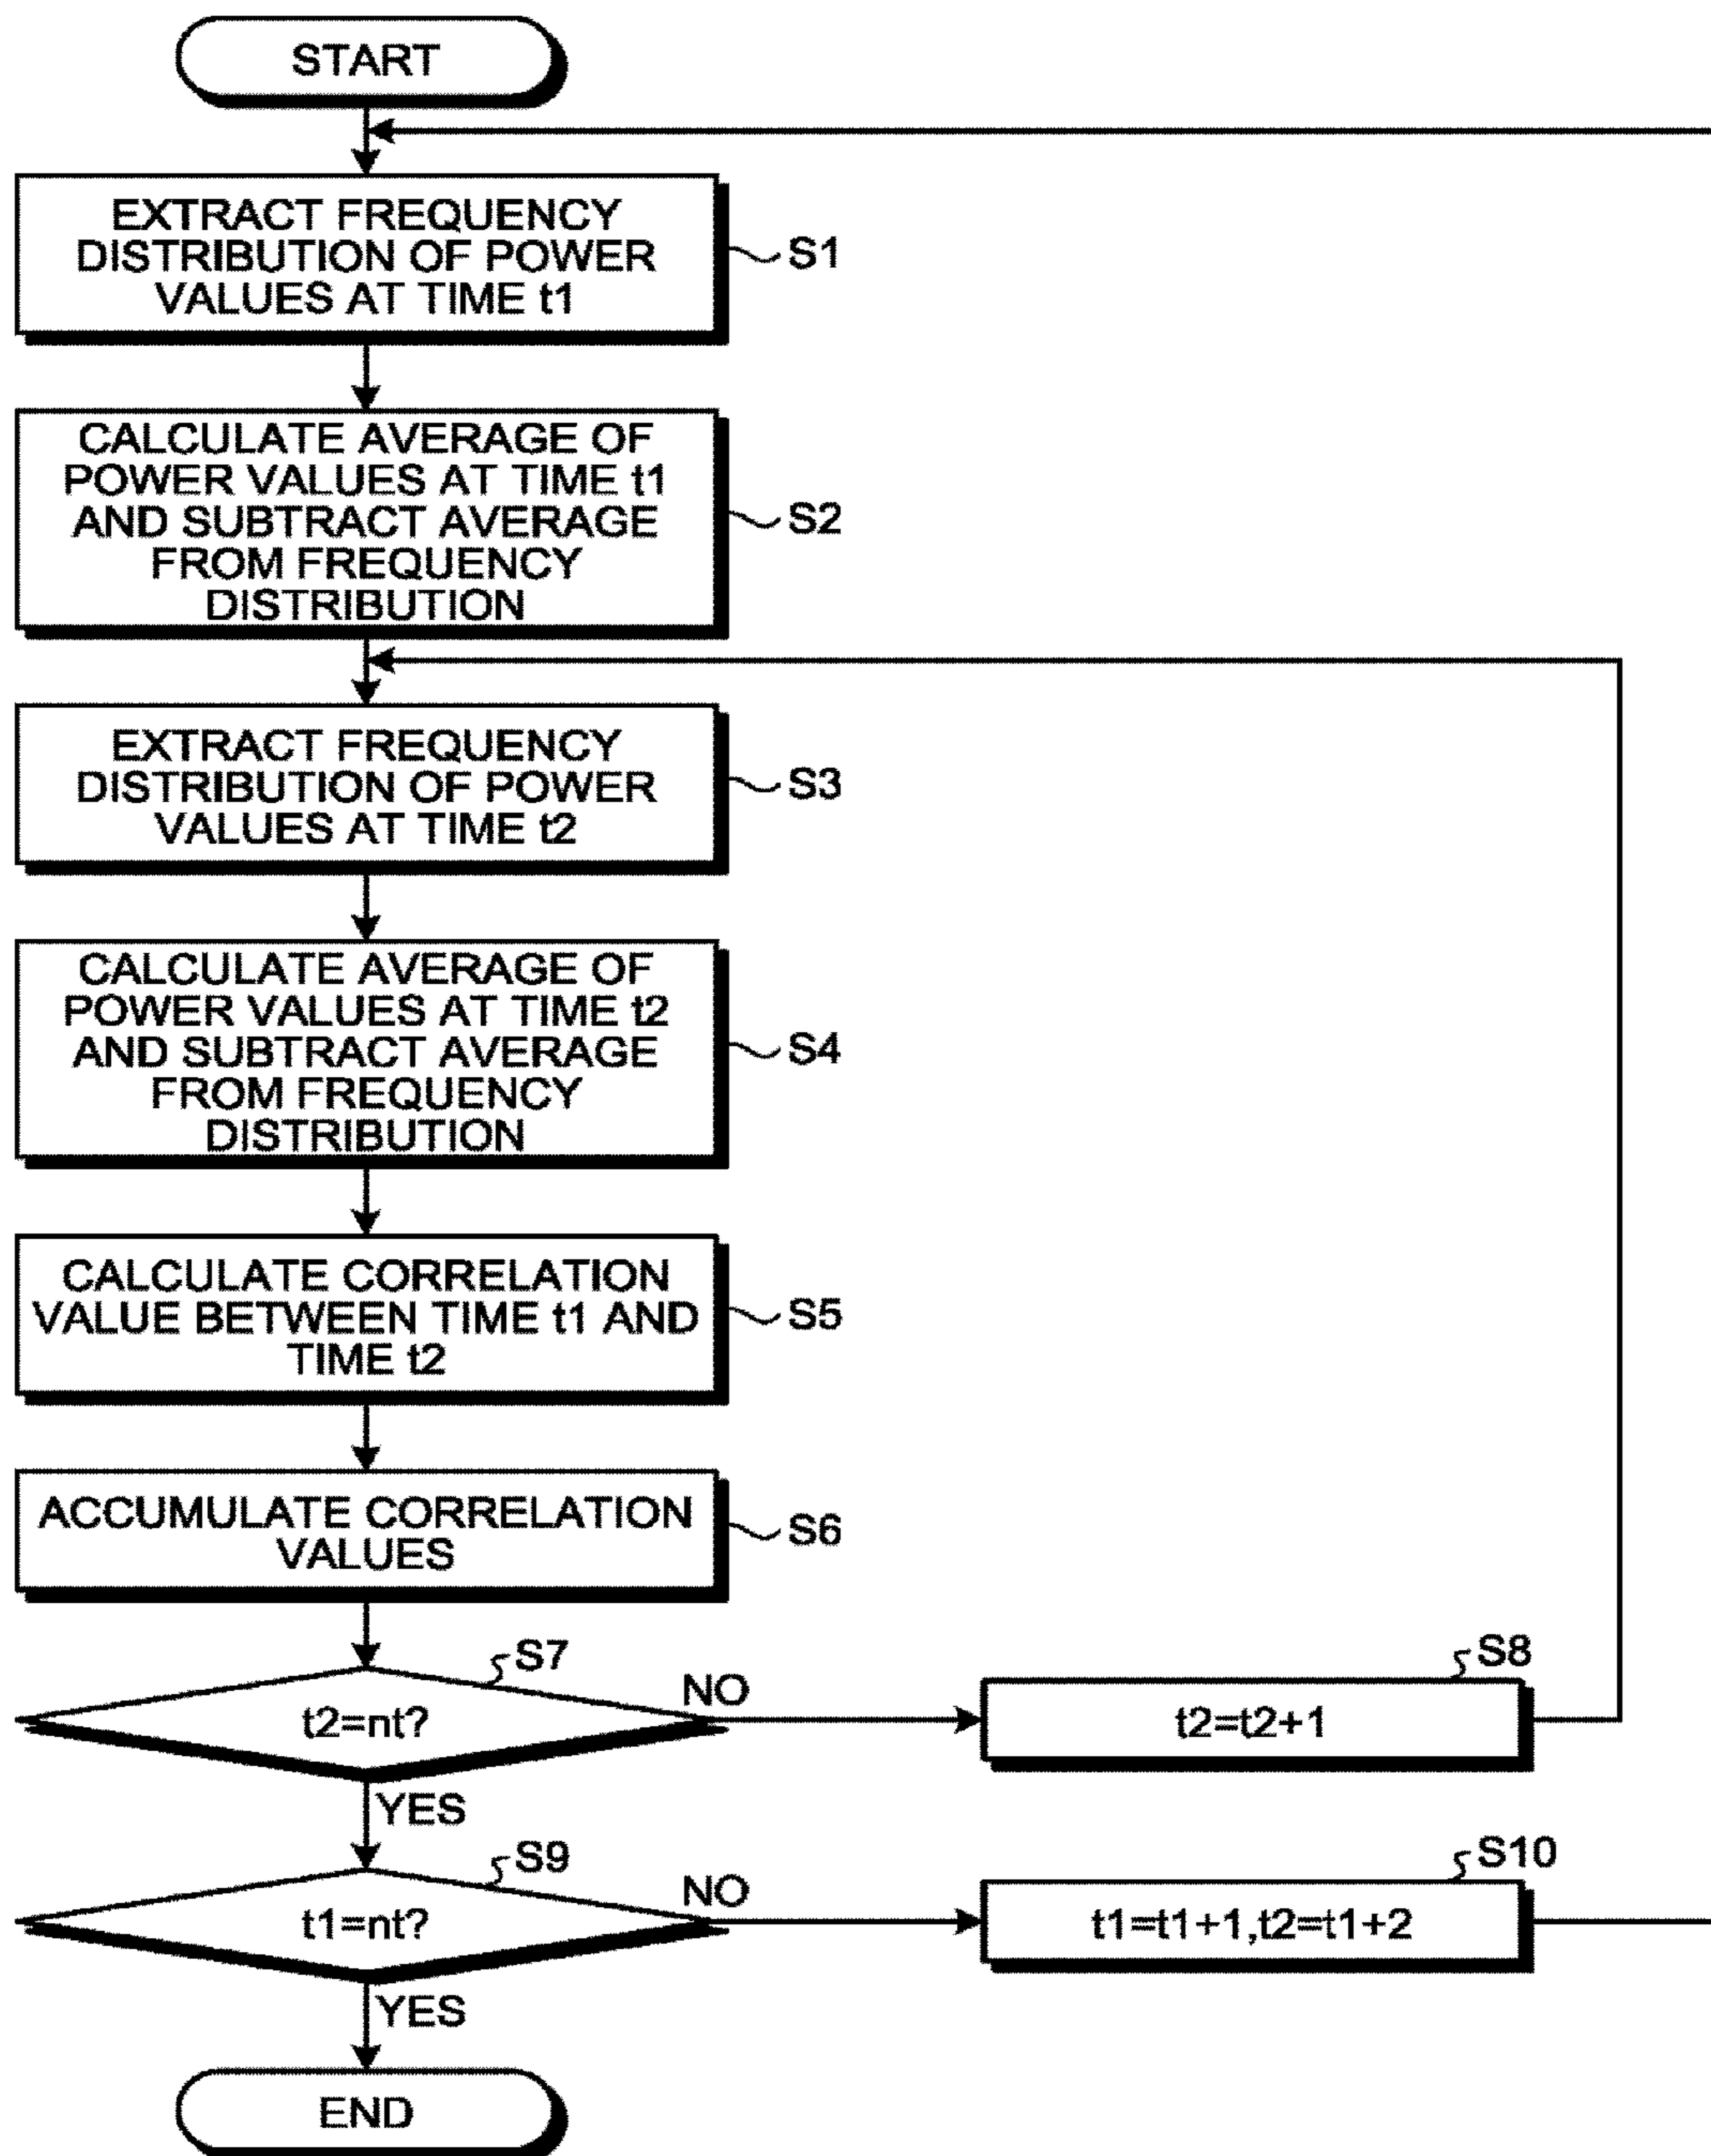 START
EXTRACT FREQUENCY
DISTRIBUTION OF POWER
VALUES AT TIME t1
S1
CALCULATE AVERAGE OF
POWER VALUES AT TIME t1
AND SUBTRACT AVERAGE
FROM FREQUENCY
DISTRIBUTION
S2
EXTRACT FREQUENCY
DISTRIBUTION OF POWER
VALUES AT TIME t2
S3
CALCULATE AVERAGE OF
POWER VALUES AT TIME t2
AND SUBTRACT AVERAGE
FROM FREQUENCY
DISTRIBUTION
S4
CALCULATE CORRELATION
VALUE BETWEEN TIME t1 AND
TIME t2
S5
ACCUMULATE CORRELATION
VALUES
S6
S7
t2=nt?
NO
S8
t2=t2+1
YES
S9
t1=nt?
NO
S10
t1=t1+1,t2=t1+2
YES
END